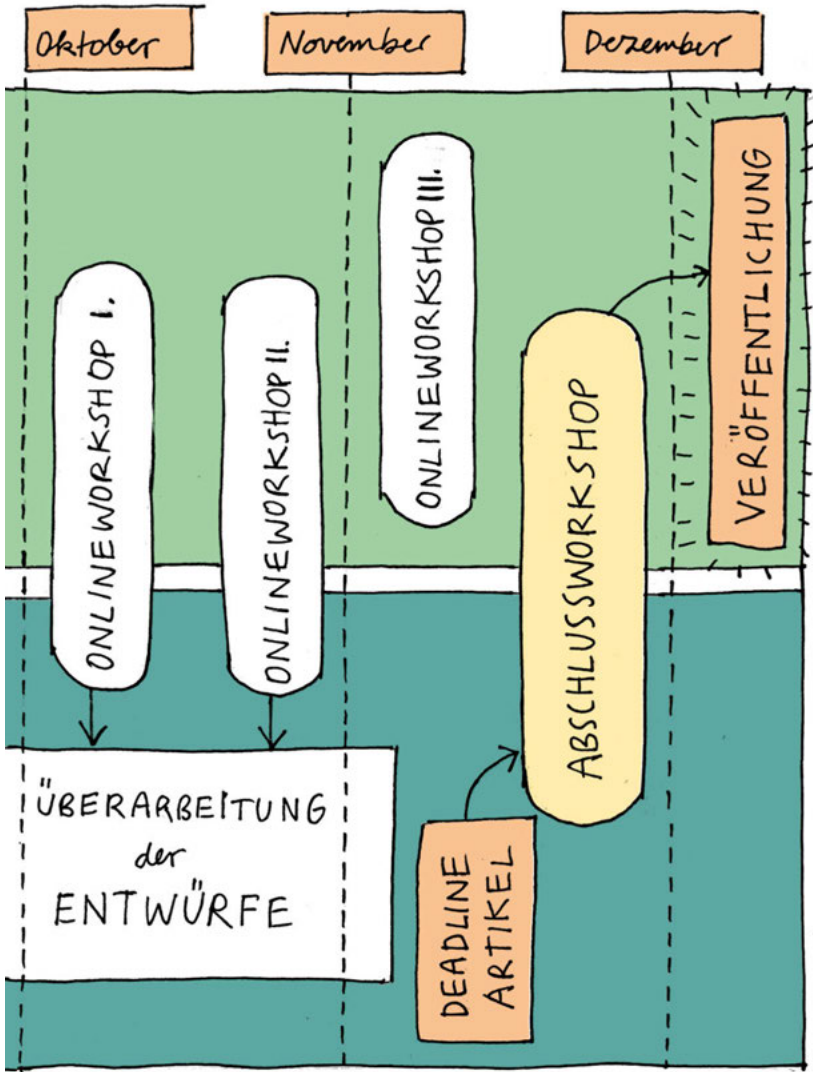 Oktober
November
Dezember
ONLINEWORKSHOP I.
ONLINEWORKSHOP II.
ONLINEWORKSHOP III.
ABSCHLUSSWORKSHOP
VERÖFFENTLICHUNG
ÜBERARBEITUNG
der
ENTWÜRFE
DEADLINE
ARTIKEL